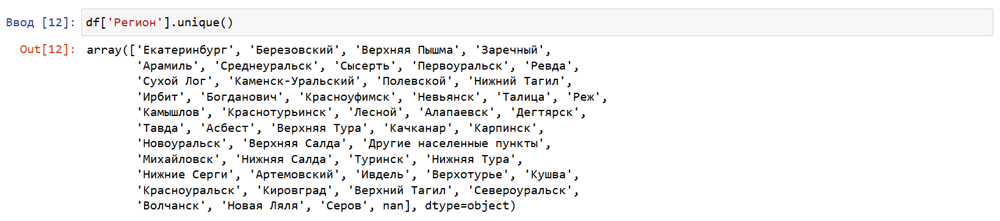 Ввод [12]: df['Регион'].unique()
Out[12]: array(['Екатеринбург', 'Березовский', 'Верхняя Пышма', 'Заречный',
'Арамиль', 'Среднеуральск', 'Сысерть', 'Первоуральск', 'Ревда',
'Сухой Лог', 'Каменск-Уральский', 'Полевской', 'Нижний Тагил',
'Ирбит', 'Богданович', 'Красноуфимск', 'Невьянск', 'Талица', 'Реж',
'Камышлов', 'Краснотурьинск', 'Лесной', 'Алапаевск', 'Дегтярск',
'Тавда', 'Асбест', 'Верхняя Тура', 'Качканар', 'Карпинск',
'Новоуральск', 'Верхняя Салда', 'Другие населенные пункты',
'Михайловск', 'Нижняя Салда', 'Туринск', 'Нижняя Тура',
'Нижние Серги', 'Артемовский', 'Ивдель', 'Верхотурье', 'Кушва',
'Красноуральск', 'Кировград', 'Верхний Тагил', 'Североуральск',
'Волчанск', 'Новая Ляля', 'Серов', nan], dtype=object)